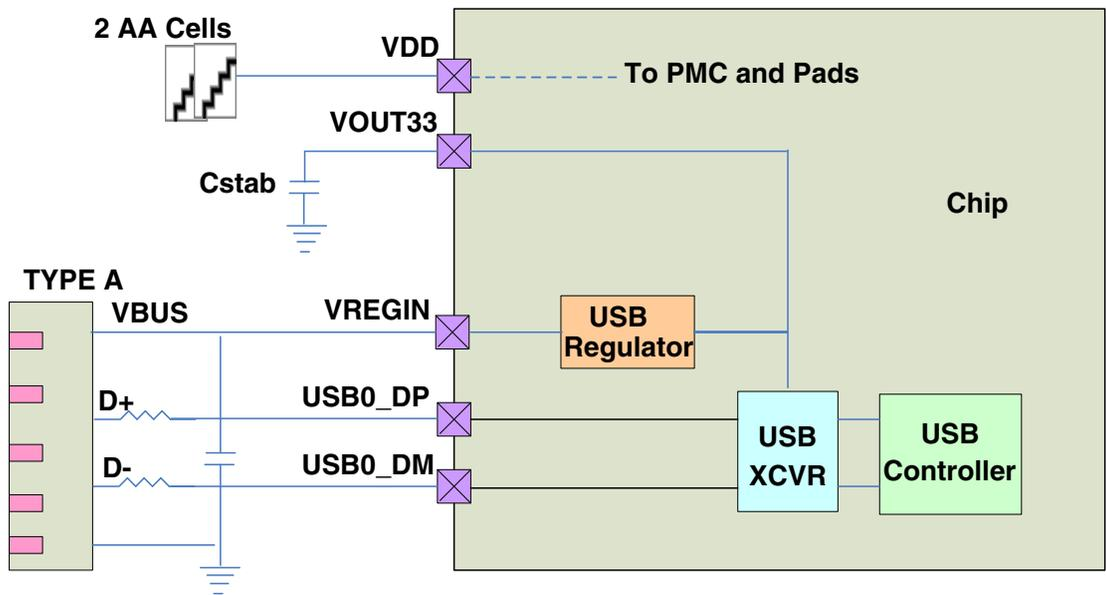 2 AA Cells
VDD
To PMC and Pads
VOUT33
Cstab
Chip
TYPE A
VBUS
VREGIN
USB
Regulator
D+
USB0_DP
USB
XCVR
USB
Controller
D-
USB0_DM